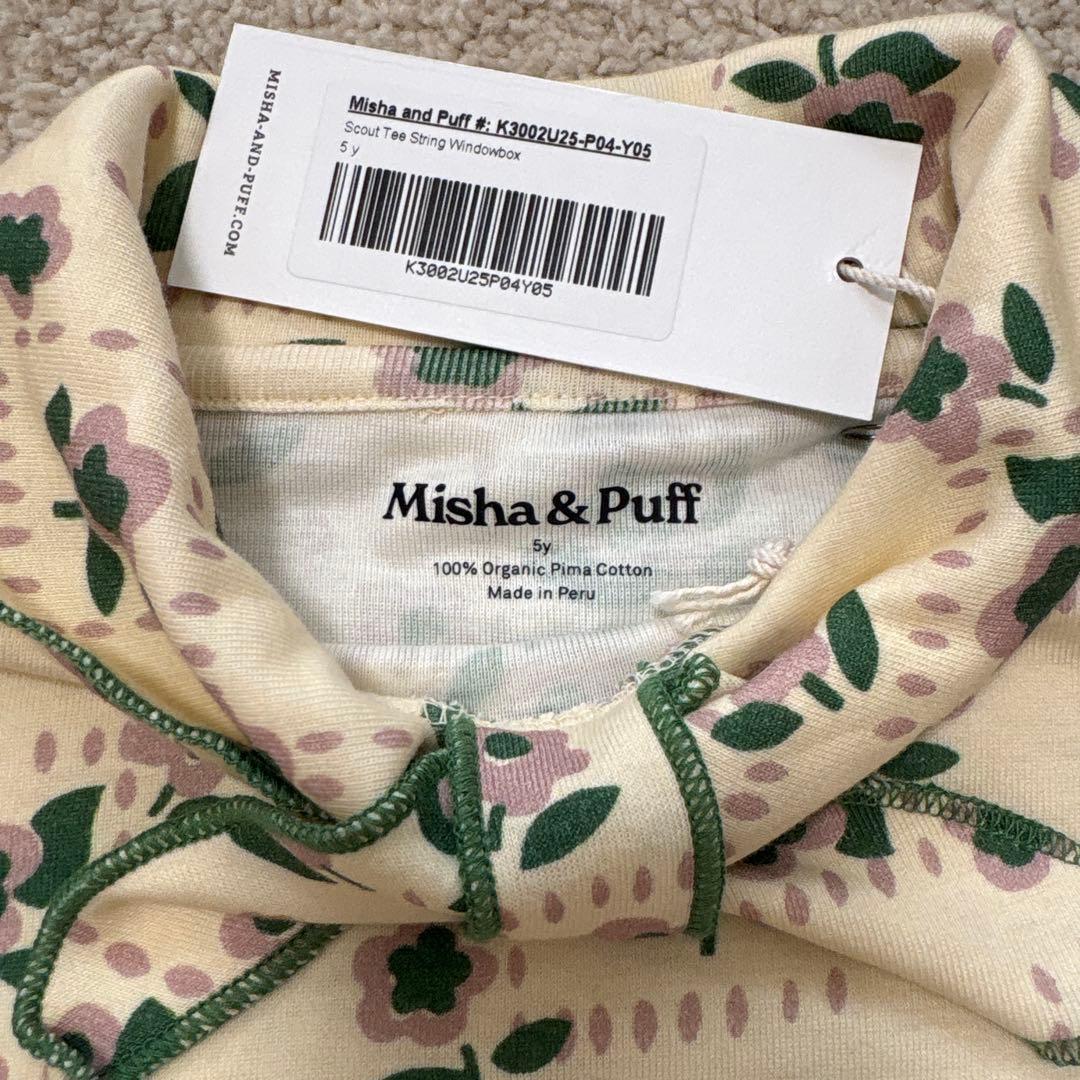 MISHA-AND-PUFF.COM
Misha and Puff #: K3002U25-P04-Y05
Scout Tee String Windowbox
5 y
K3002U25P04Y05
Misha & Puff
5y
100% Organic Pima Cotton
Made in Peru